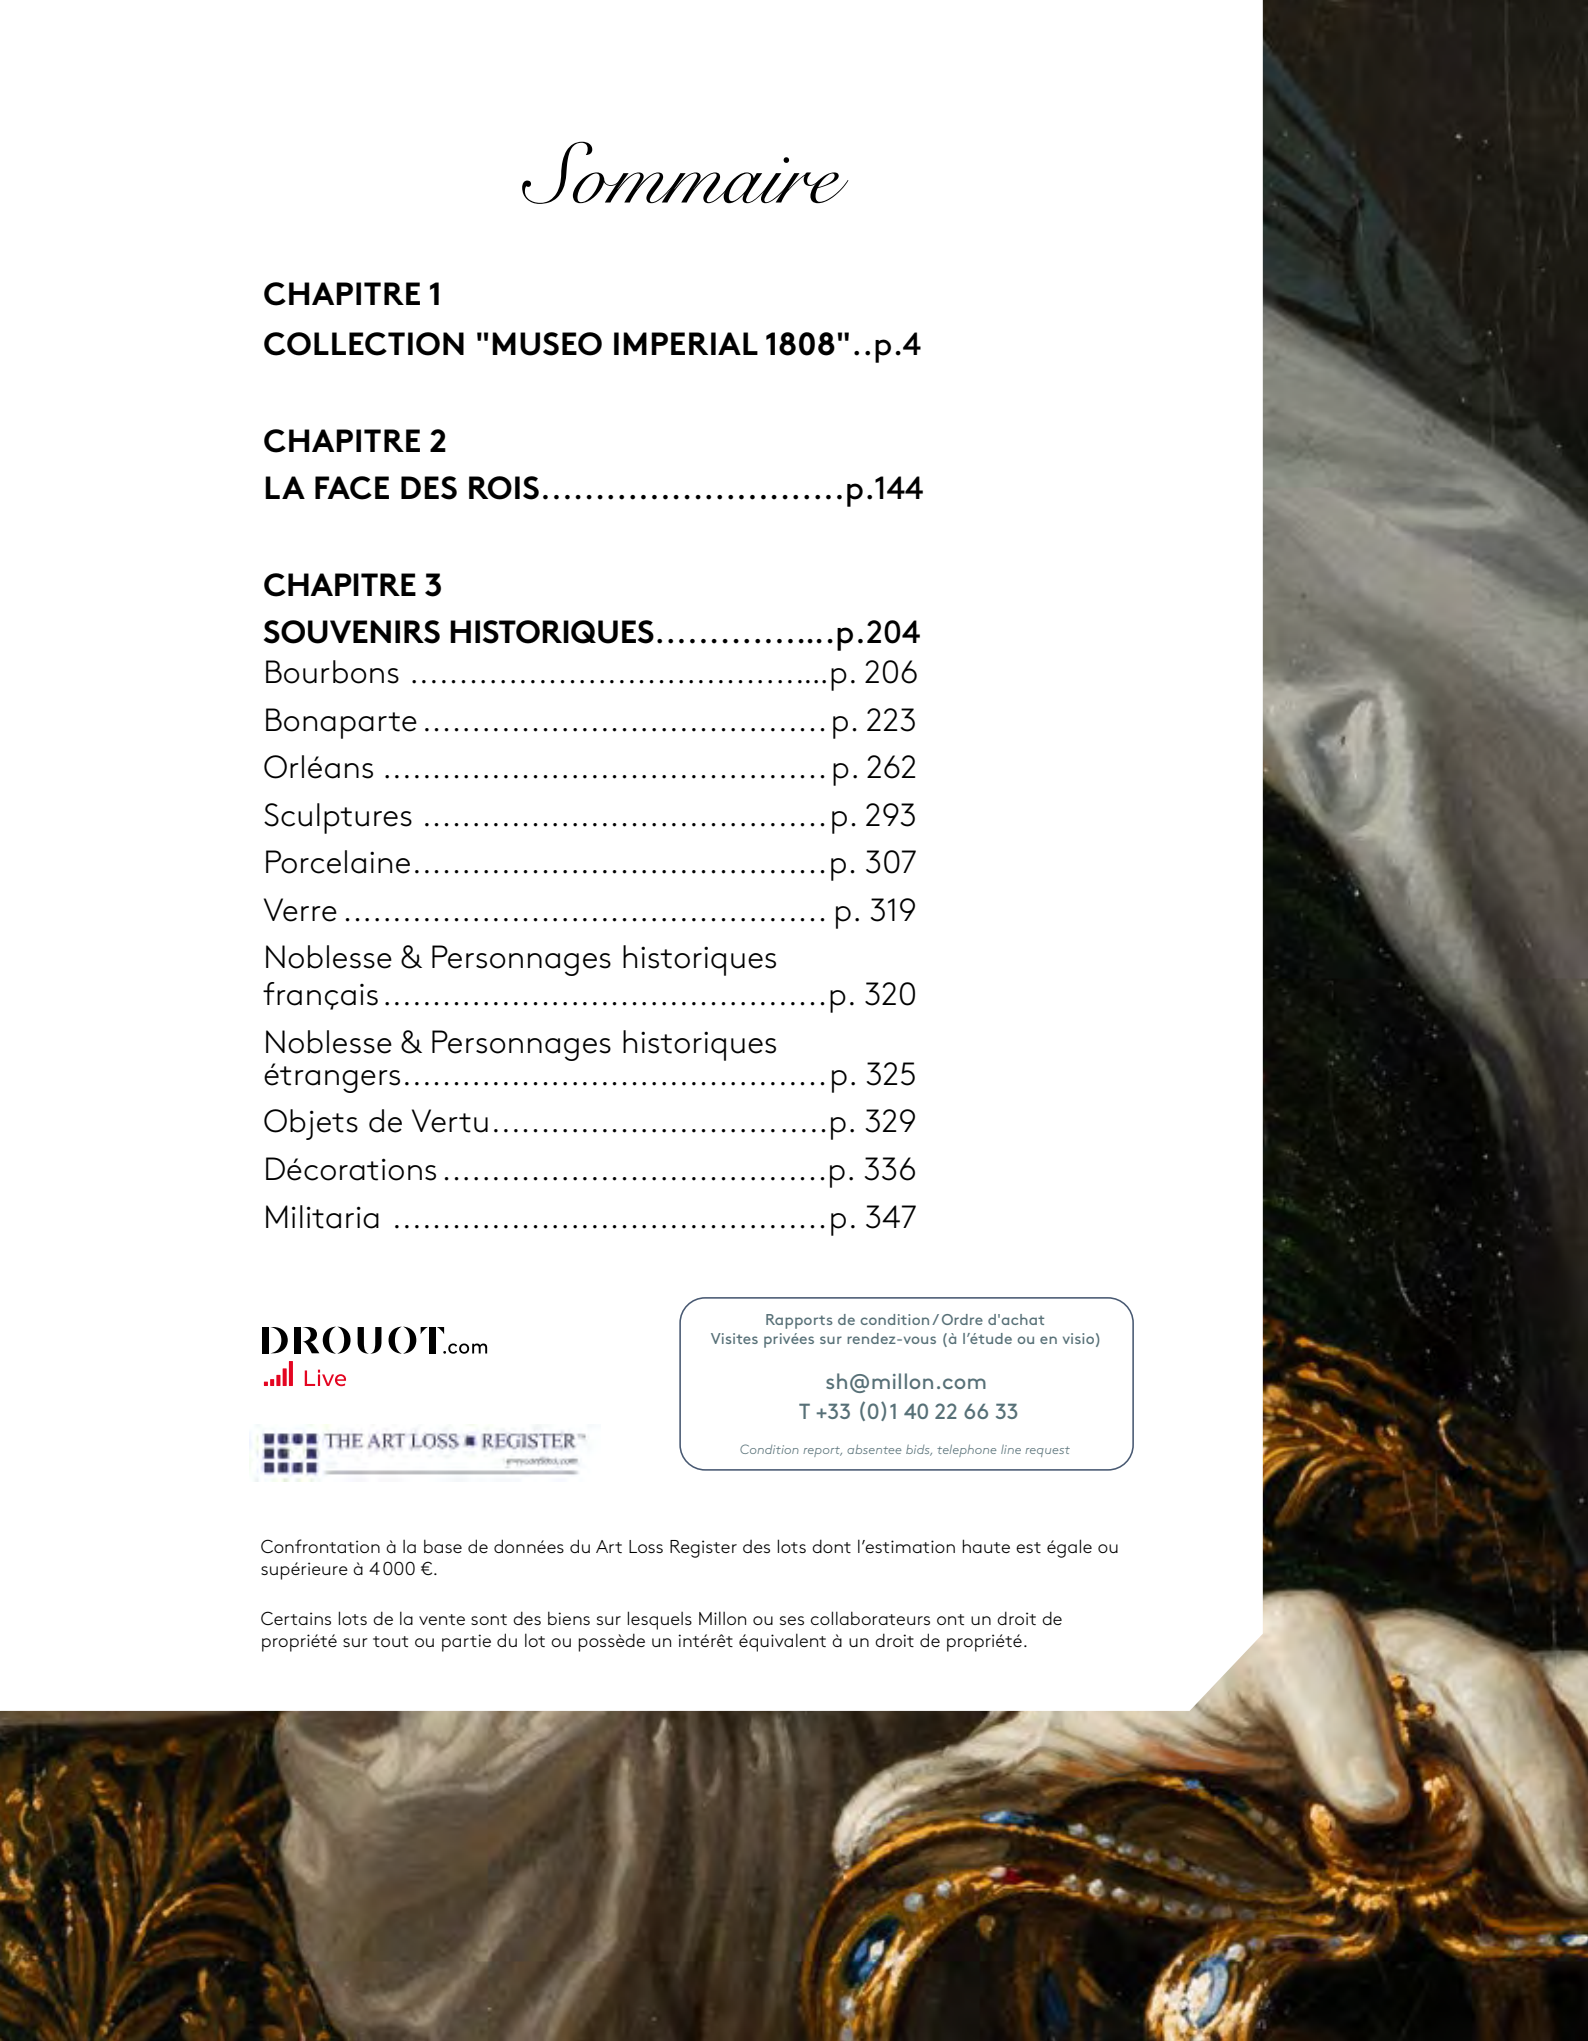 Sommaire
CHAPITRE 1
COLLECTION "MUSEO IMPERIAL 1808"..p.4
CHAPITRE 2
LA FACE DES ROIS............................p.144
CHAPITRE 3
SOUVENIRS HISTORIQUES.................p.204
Bourbons ..........................................p. 206
Bonaparte ......................................... p. 223
Orléans ............................................. p. 262
Sculptures ......................................... p. 293
Porcelaine..........................................p. 307
Verre ................................................. p. 319
Noblesse & Personnages historiques
français .............................................p. 320
Noblesse & Personnages historiques
étrangers...........................................p. 325
Objets de Vertu..................................p. 329
Décorations .......................................p. 336
Militaria ............................................p. 347
DROUOT.com
Live
THE ART LOSS ■ REGISTER™
Rapports de condition / Ordre d'achat
Visites privées sur rendez-vous (à l’étude ou en visio)
sh@millon.com
T +33 (0)1 40 22 66 33
Condition report, absentee bids, telephone line request
Confrontation à la base de données du Art Loss Register des lots dont l’estimation haute est égale ou
supérieure à 4 000 €.
Certains lots de la vente sont des biens sur lesquels Millon ou ses collaborateurs ont un droit de
propriété sur tout ou partie du lot ou possède un intérêt équivalent à un droit de propriété.